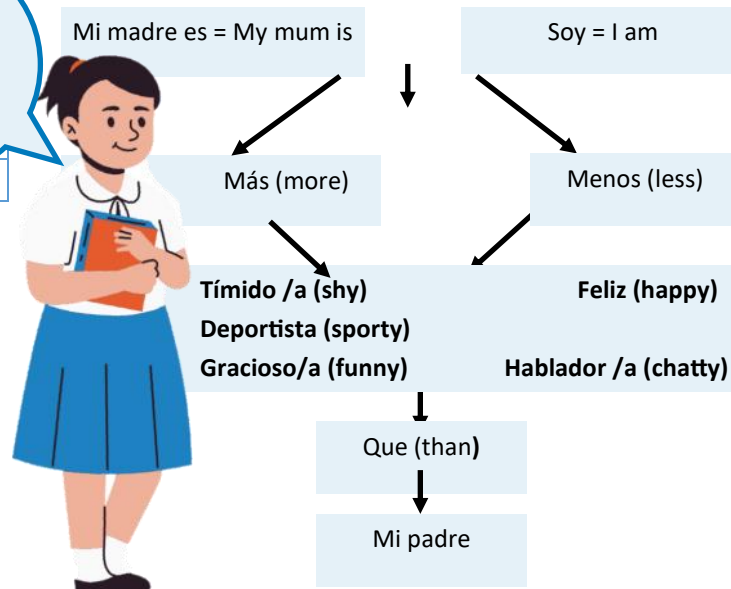 Mi madre es = My mum is
Soy = I am
Más (more)
Menos (less)
Tímido /a (shy)
Feliz (happy)
Deportista (sporty)
Gracioso/a (funny)
Hablador /a (chatty)
Que (than)
Mi padre